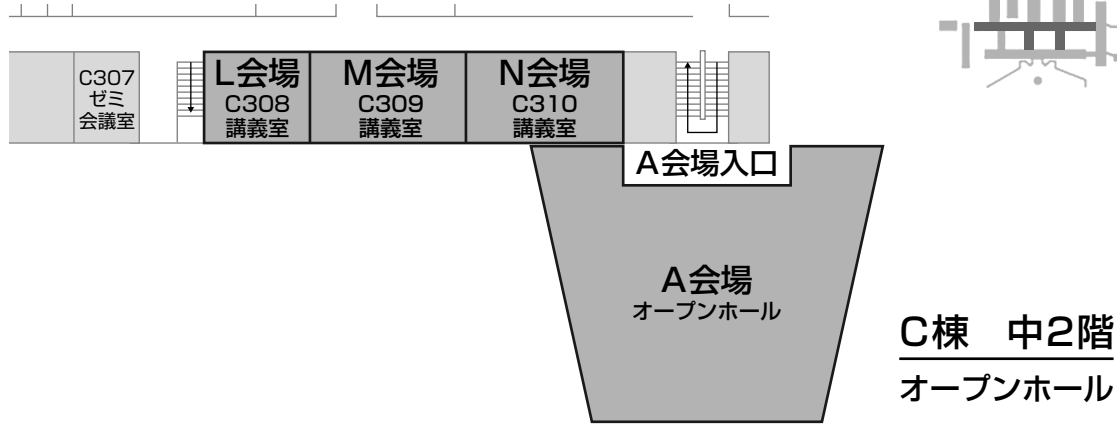 C307
ゼミ
会議室
L会場
C308
講義室
M会場
C309
講義室
N会場
C310
講義室
A会場入口
A会場
オープンホール
C棟　中2階
オープンホール